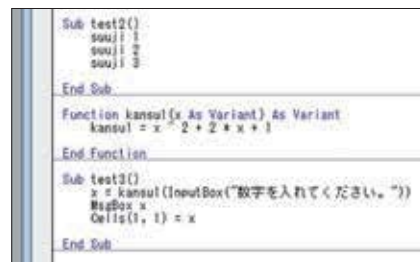 Sub test2()
suuji 1
suuji 2
suuji 3
End Sub
Function kansu1(x As Variant) As Variant
kansu1 = x ^ 2 + 2 * x + 1
End Function
Sub test3()
x = kansu1(InputBox("数字を入れてください。"))
MsgBox x
Cells(1, 1) = x
End Sub